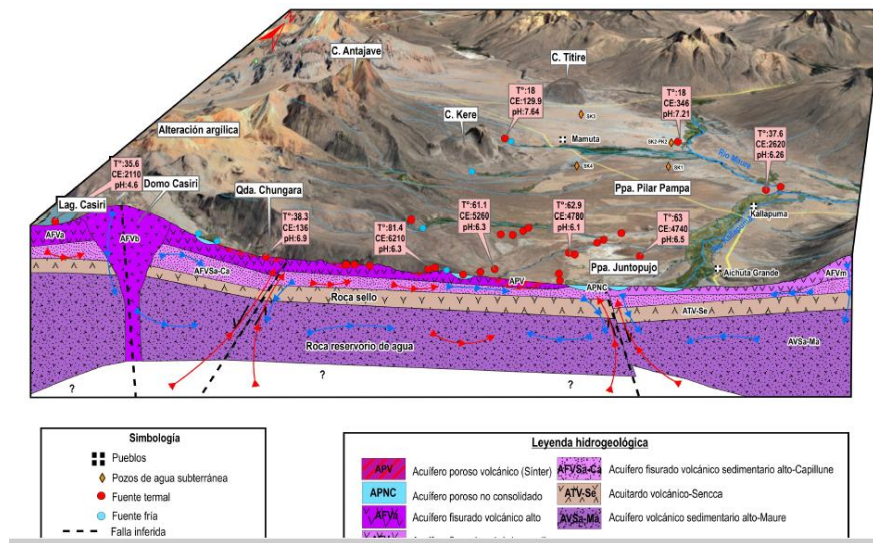 C. Antajave
C. Titire
T°:18
CE:129.9
pH:7.64
T°:18
CE:346
pH:7.21
SK3
C. Kere
Alteración argílica
Mamuta
SK2-PK2
Río Maure
T°:37.6
CE:2620
pH:6.26
T°:35.6
CE:2110
pH:4.6
SK4
SK1
Domo Casiri
Qda. Chungara
Ppa. Pilar Pampa
Lag. Casiri
T°:38.3
CE:136
pH:6.9
T°:81.4
CE:6210
pH:6.3
T°:61.1
CE:5260
pH:6.3
T°:62.9
CE:4780
pH:6.1
T°:63
CE:4740
pH:6.5
Kallapuma
AFVa
AFVb
Ppa. Juntopujo
Aichuta Grande
AFVm
AFVSa-Ca
APV
APNC
Roca sello
ATV-Se
Roca reservorio de agua
AVSa-Ma
?
?
?
Simbología
Pueblos
Pozos de agua subterránea
Fuente termal
Fuente fría
Falla inferida
Leyenda hidrogeológica
APV Acuífero poroso volcánico (Sínter)
APNC Acuífero poroso no consolidado
AFVa Acuífero fisurado volcánico alto
AFVSa-Ca Acuífero fisurado volcánico sedimentario alto-Capillune
ATV-Se Acuitardo volcánico-Sencca
AVSa-Ma Acuífero volcánico sedimentario alto-Maure